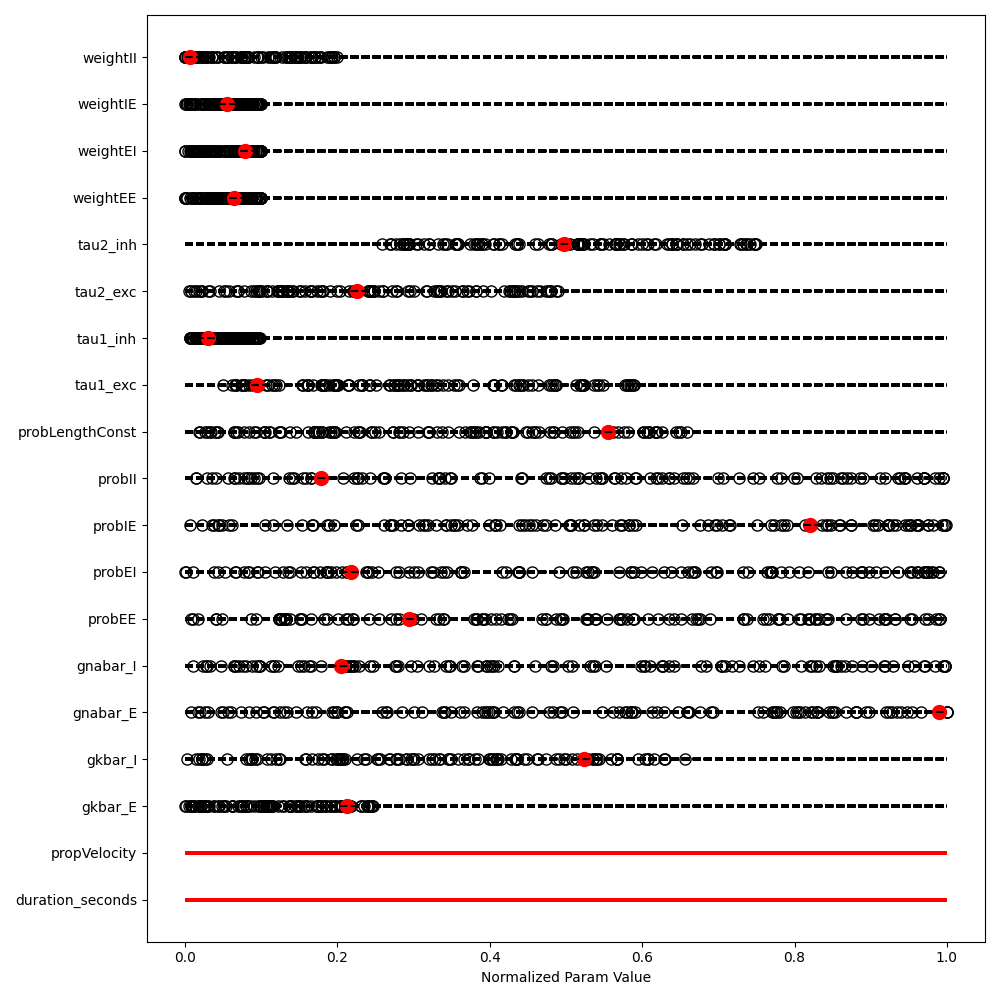 weightII
weightIE
weightEI
weightEE
tau2_inh
tau2_exc
tau1_inh
tau1_exc
probLengthConst
probII
probIE
probEI
probEE
gnabar_I
gnabar_E
gkbar_I
gkbar_E
propVelocity
duration_seconds
0.0 0.2 0.4 0.6 0.8 1.0
Normalized Param Value